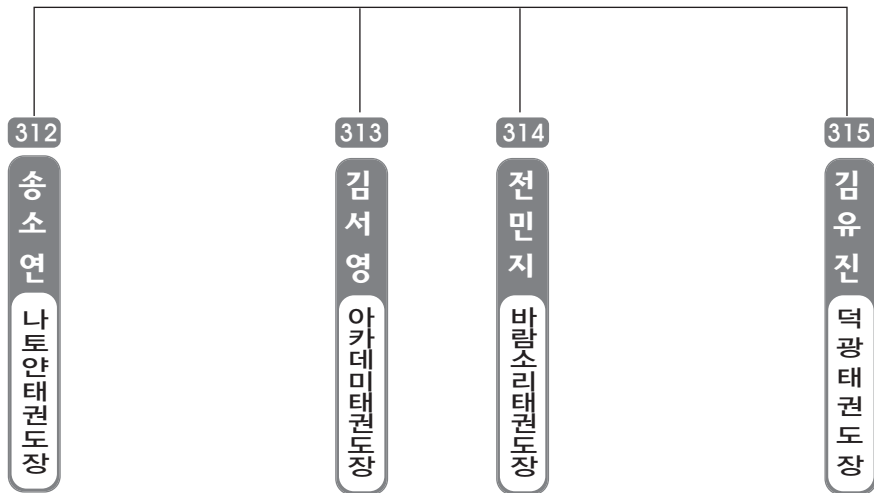 312
송소연
나토얀태권도장
313
김서영
아카데미태권도장
314
전민지
바람소리태권도장
315
김유진
덕광태권도장